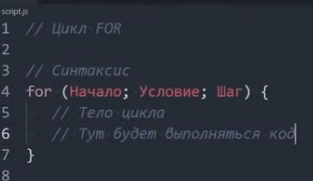 script.js
1 // Цикл FOR
2
3 // Синтаксис
4 for (Начало; Условие; Шаг) {
5 // Тело цикла
6 // Тут будет выполняться код
7 }
8